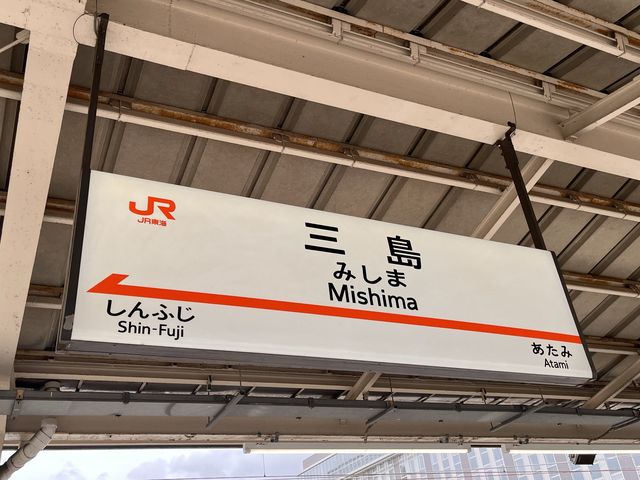 JR
JR東海
三島
みしま
Mishima
しんふじ
Shin-Fuji
あたみ
Atami